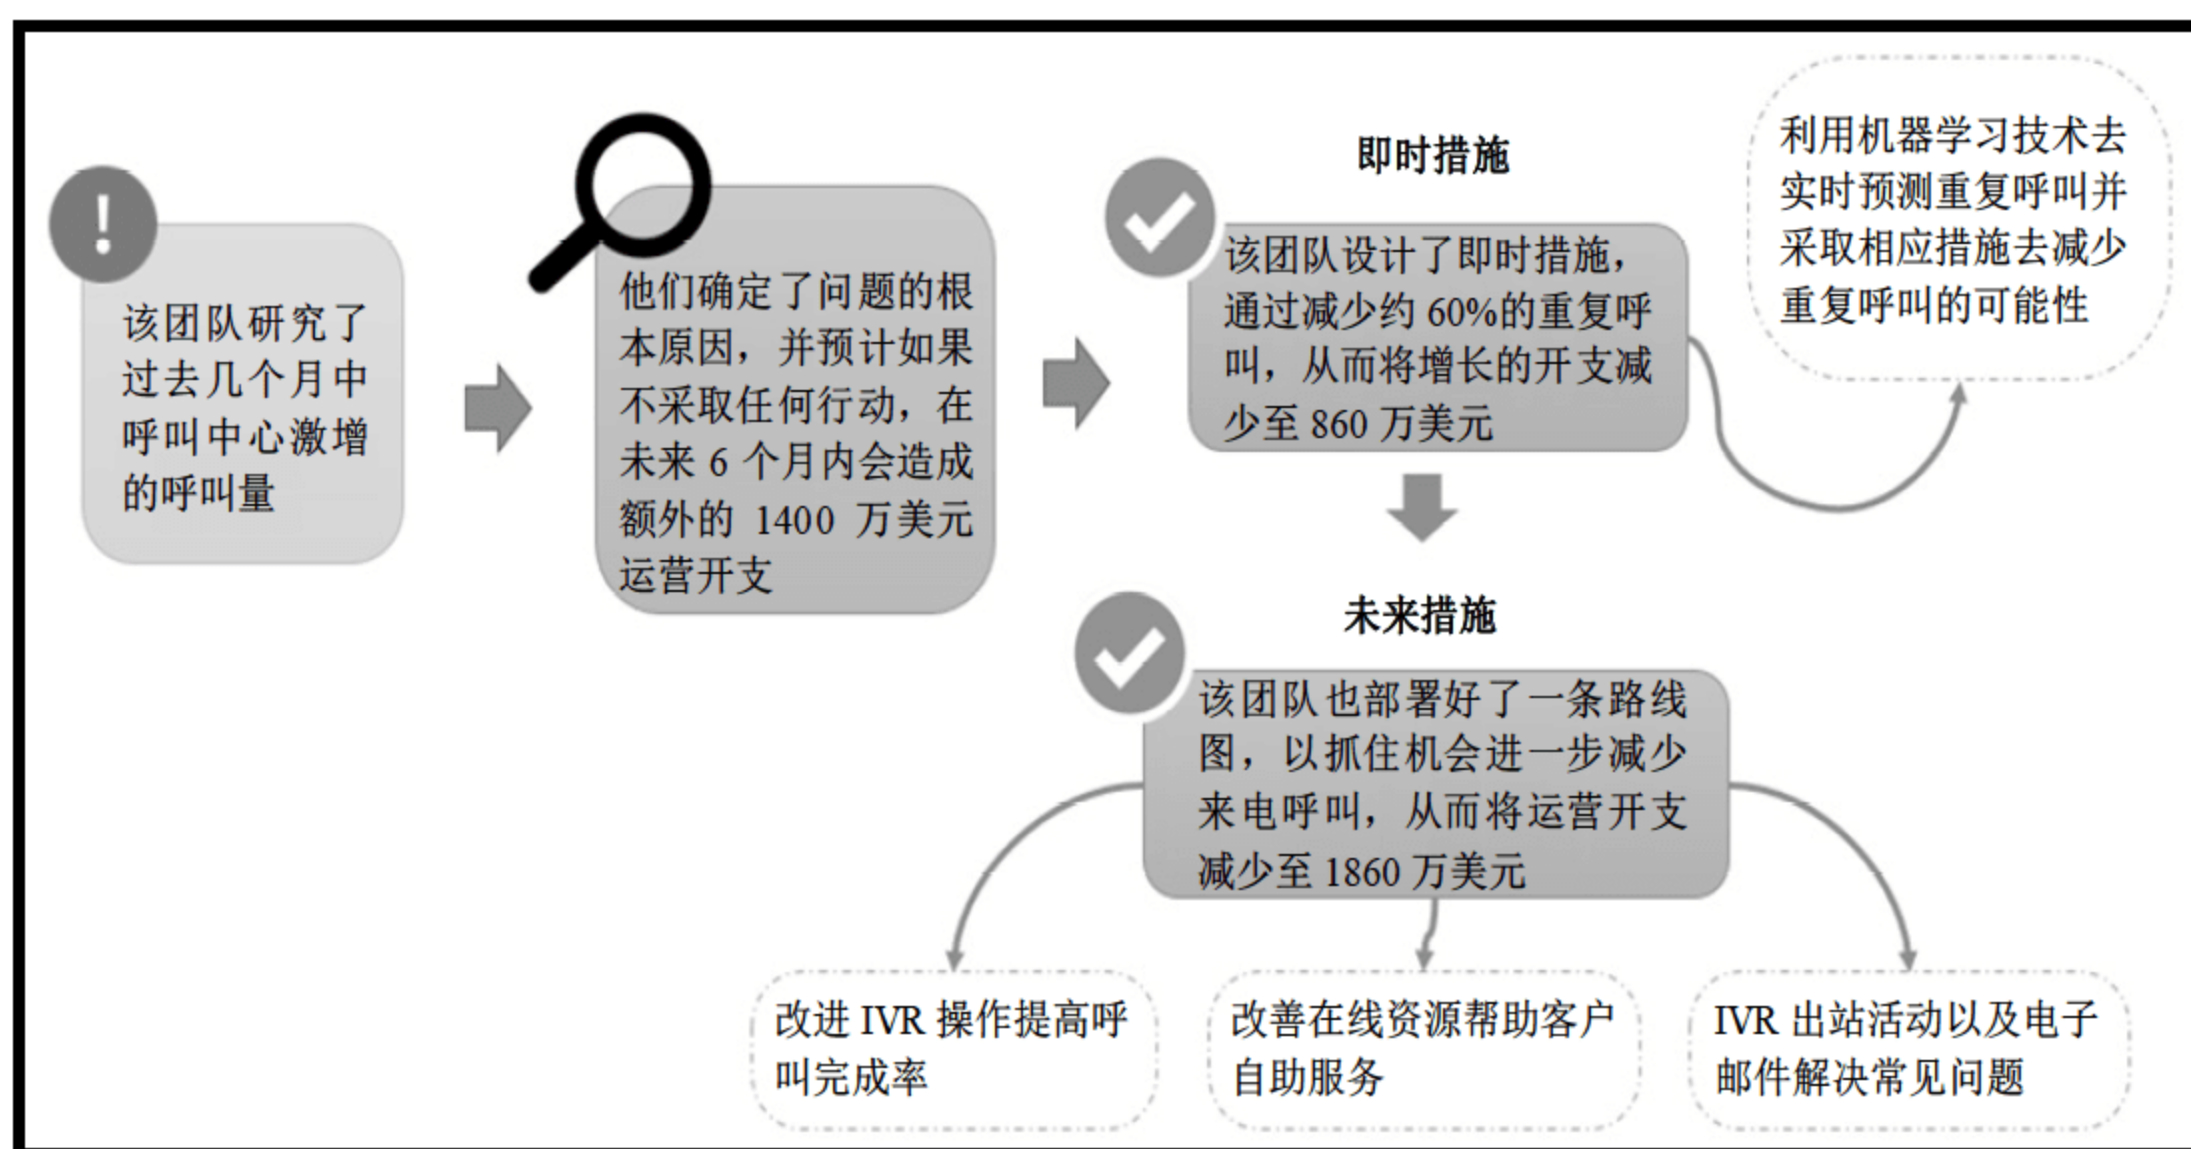 该团队研究了
过去几个月中
呼叫中心激增
的呼叫量
他们确定了问题的根
本原因，并预计如果
不采取任何行动，在
未来 6 个月内会造成
额外的 1400 万美元
运营开支
即时措施
该团队设计了即时措施，
通过减少约 60%的重复呼
叫，从而将增长的开支减
少至 860 万美元
利用机器学习技术去
实时预测重复呼叫并
采取相应措施去减少
重复呼叫的可能性
未来措施
该团队也部署好了一条路线
图，以抓住机会进一步减少
来电呼叫，从而将运营开支
减少至 1860 万美元
改进 IVR 操作提高呼
叫完成率
改善在线资源帮助客户
自助服务
IVR 出站活动以及电子
邮件解决常见问题